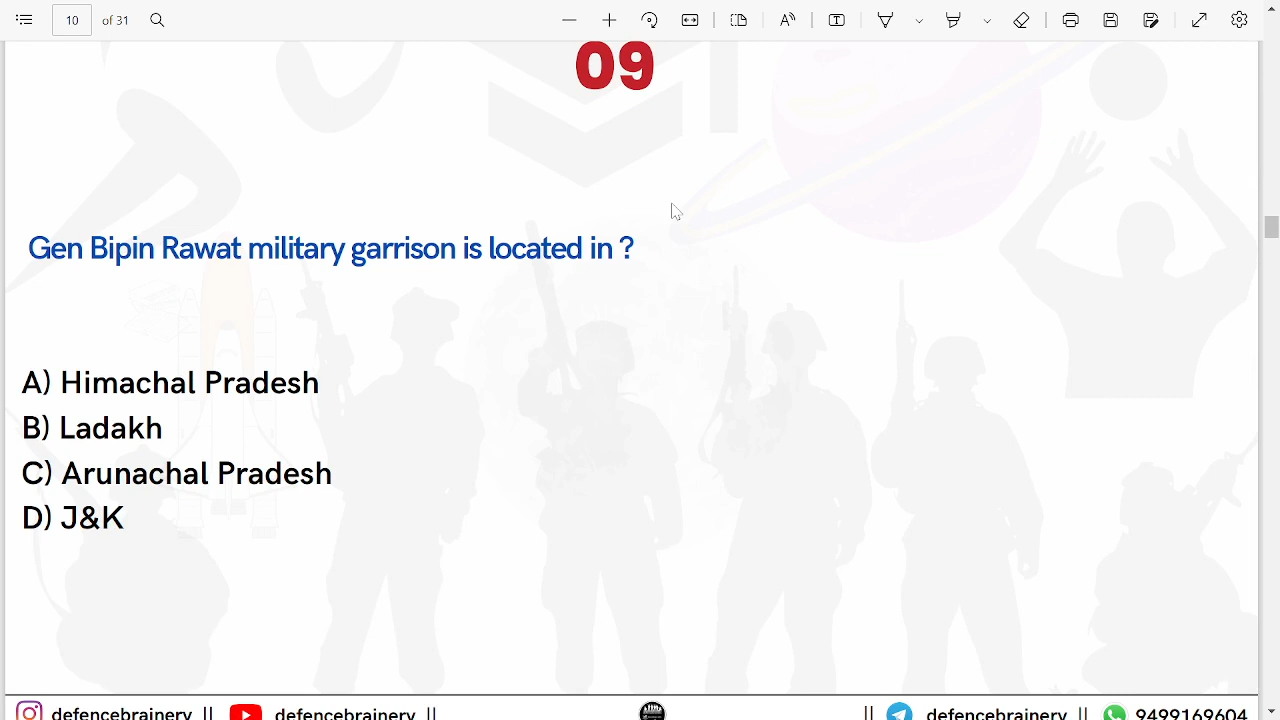 10 of 31
09
Gen Bipin Rawat military garrison is located in ?
A) Himachal Pradesh
B) Ladakh
C) Arunachal Pradesh
D) J&K
defencebrainery || defencebrainery || || defencebrainery || 9499169604